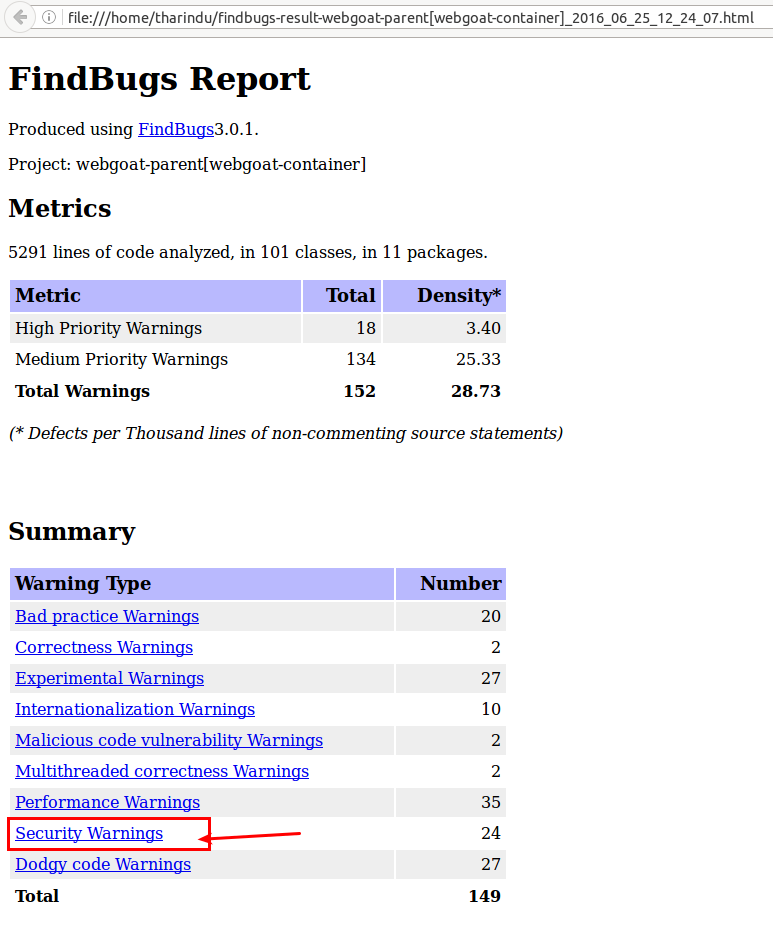 file:///home/tharindu/findbugs-result-webgoat-parent[webgoat-container]_2016_06_25_12_24_07.html
FindBugs Report
Produced using FindBugs3.0.1.
Project: webgoat-parent[webgoat-container]
Metrics
5291 lines of code analyzed, in 101 classes, in 11 packages.
Metric Total Density*
High Priority Warnings 18 3.40
Medium Priority Warnings 134 25.33
Total Warnings 152 28.73
(* Defects per Thousand lines of non-commenting source statements)
Summary
Warning Type Number
Bad practice Warnings 20
Correctness Warnings 2
Experimental Warnings 27
Internationalization Warnings 10
Malicious code vulnerability Warnings 2
Multithreaded correctness Warnings 2
Performance Warnings 35
Security Warnings 24
Dodgy code Warnings 27
Total 149